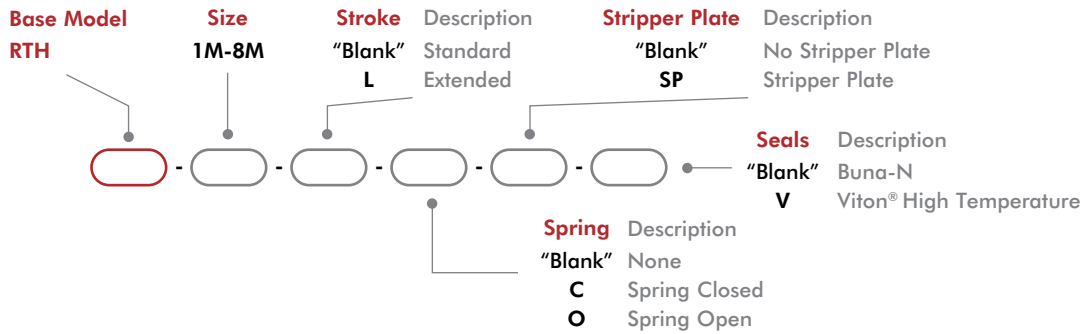 Base Model Size Stroke Description Stripper Plate Description
RTH 1M-8M “Blank” Standard “Blank” No Stripper Plate
L Extended SP Stripper Plate
- - - - -
Seals Description
“Blank” Buna-N
V Viton® High Temperature
Spring Description
“Blank” None
C Spring Closed
O Spring Open